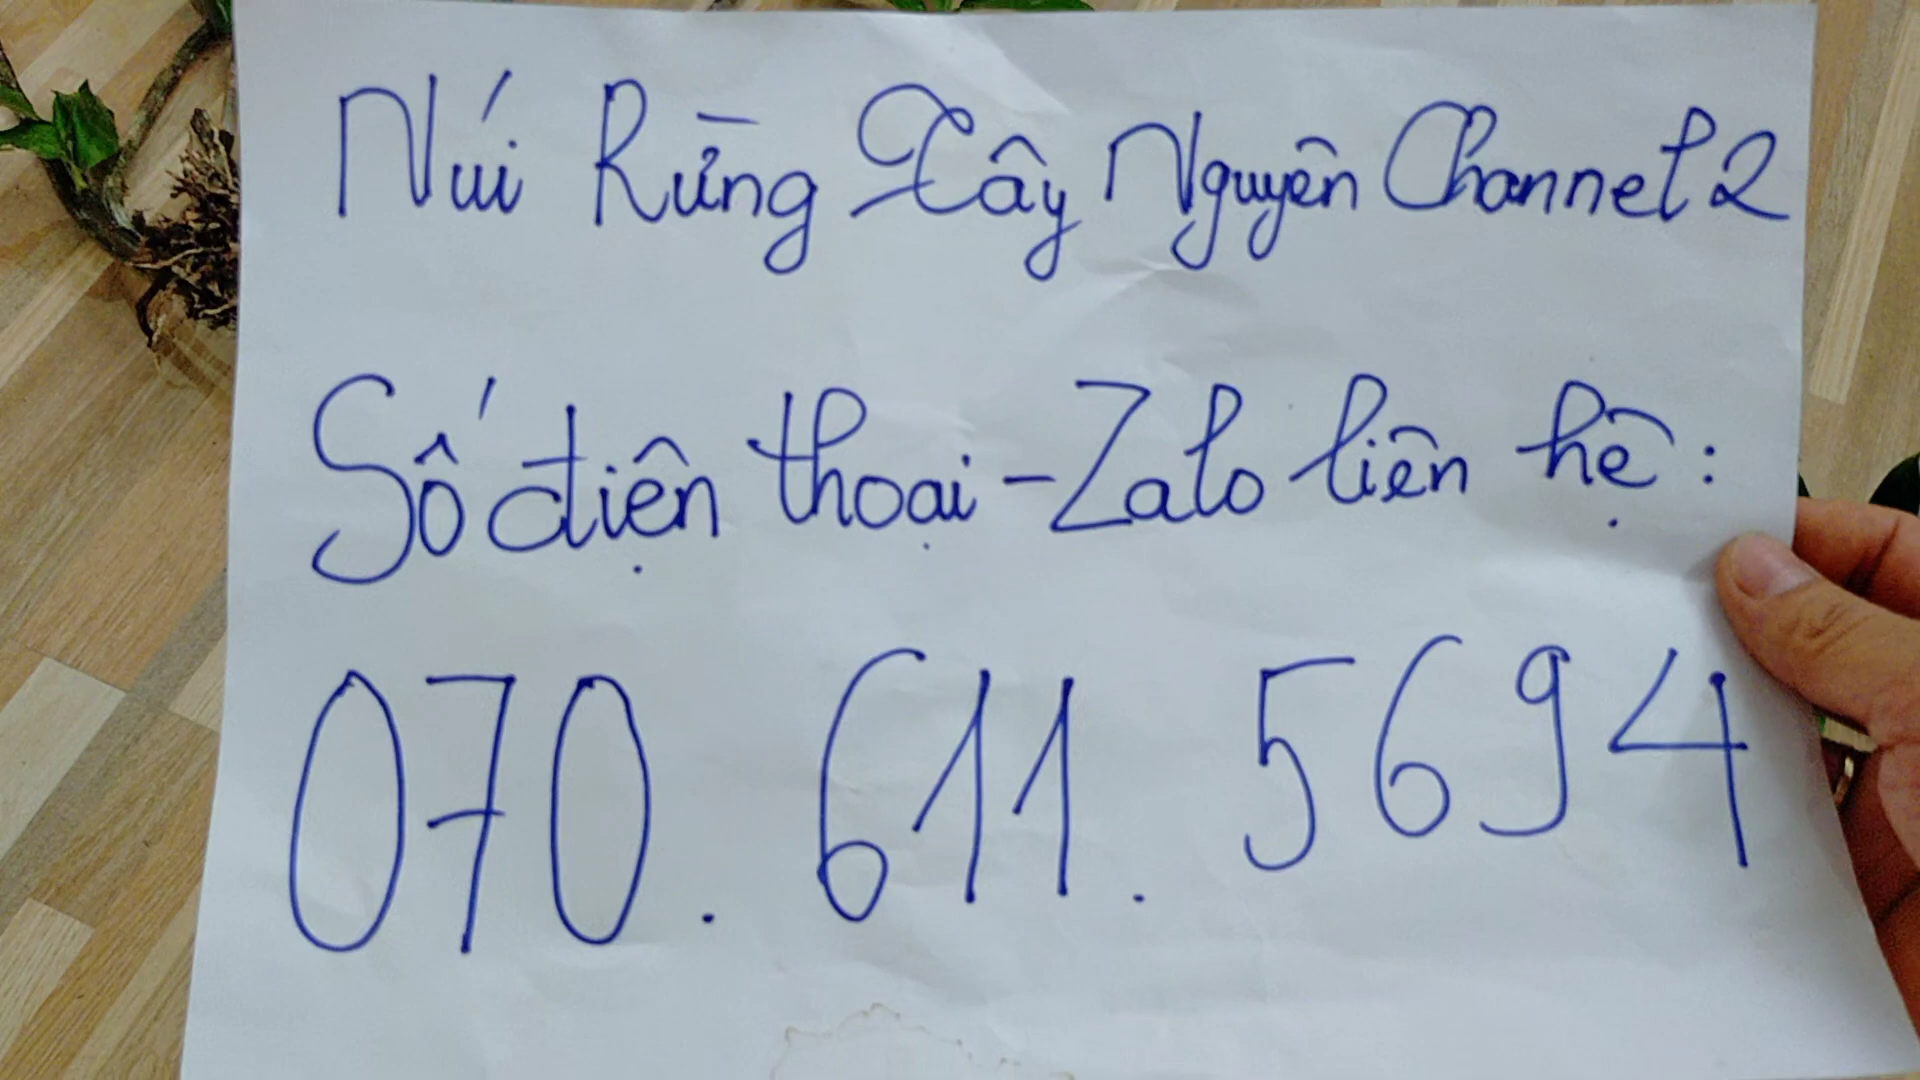 Núi Rừng Tây Nguyên Channel 2
Số điện thoại - Zalo liên hệ :
070. 611. 5694